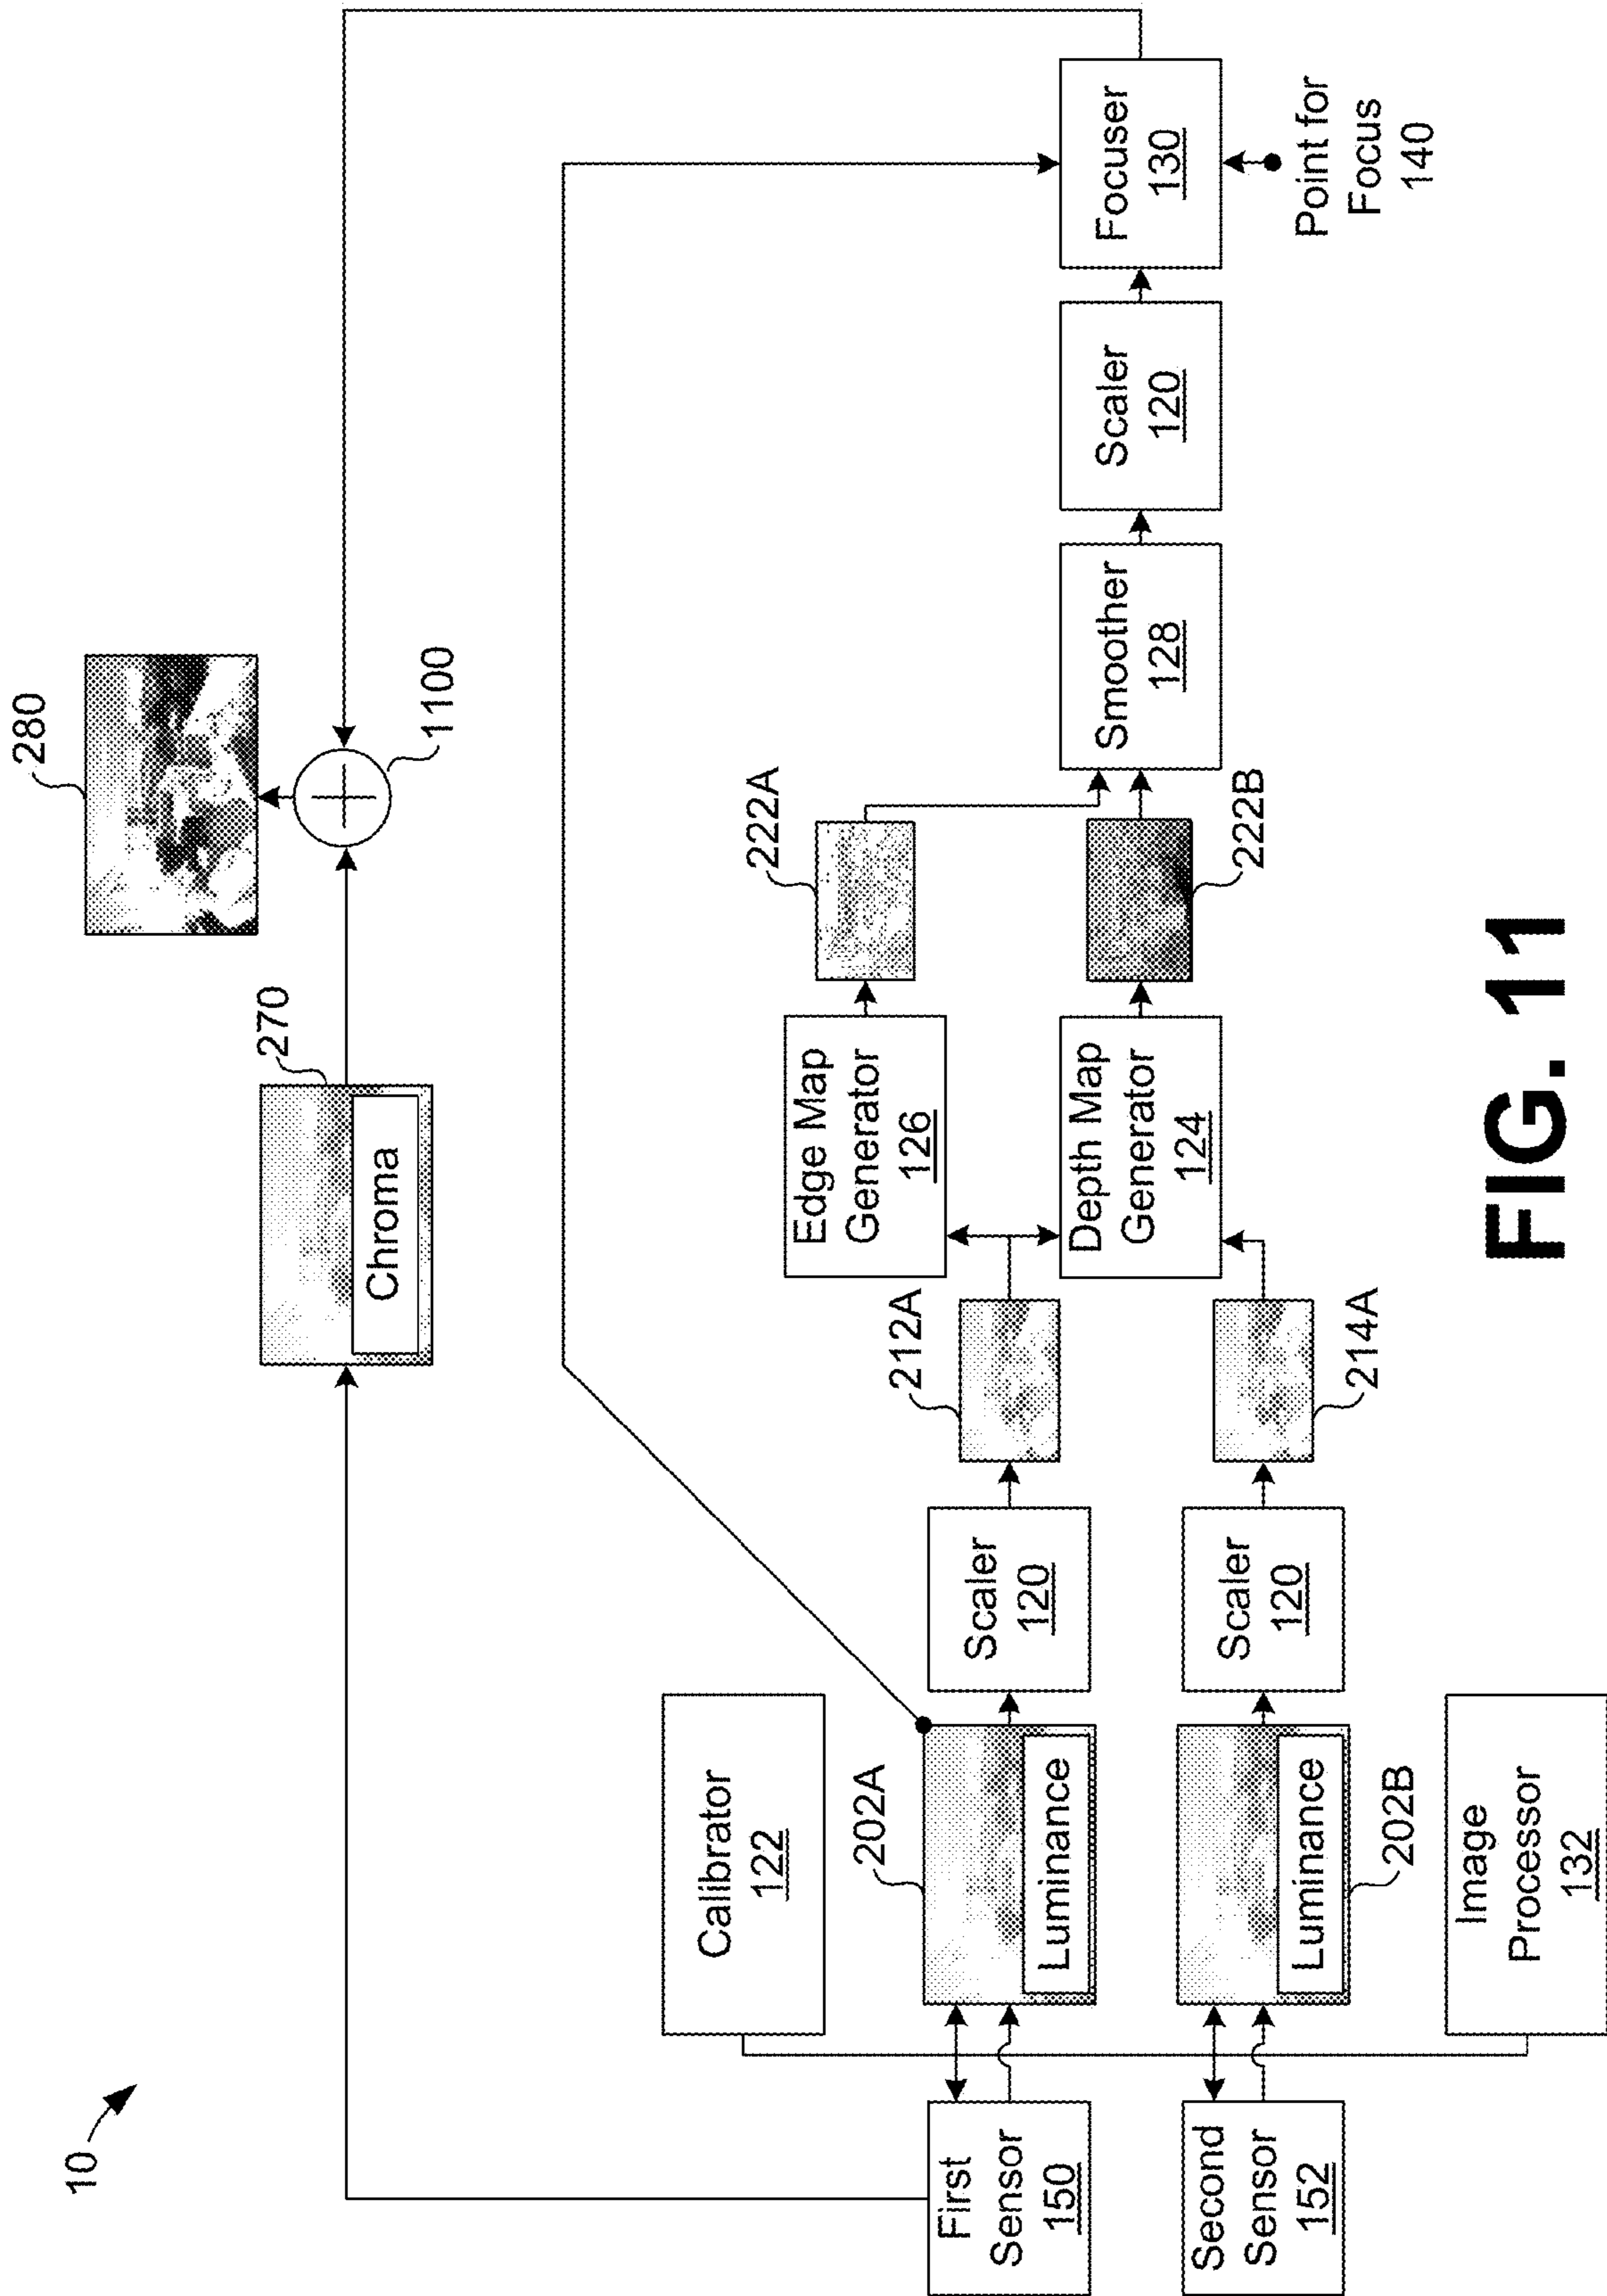 10
280
1100
270
Chroma
Calibrator
122
202A
Luminance
First
Sensor
150
Scaler
120
212A
Edge Map
Generator
126
222A
Depth Map
Generator
124
222B
Smoother
128
Scaler
120
Focuser
130
Point for
Focus
140
Second
Sensor
152
Luminance
202B
Scaler
120
214A
Image
Processor
132
FIG. 11